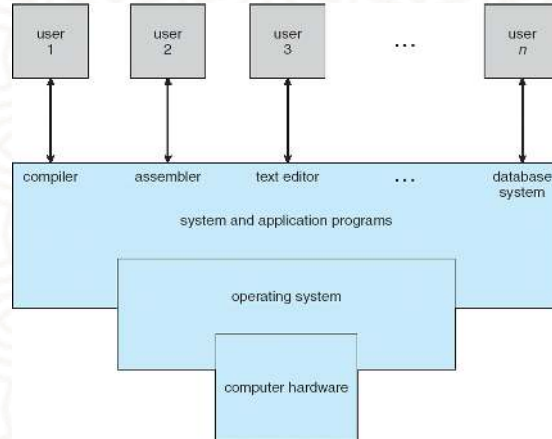 user
1
user
2
user
3
...
user
n
compiler
assembler
text editor
...
database
system
system and application programs
operating system
computer hardware